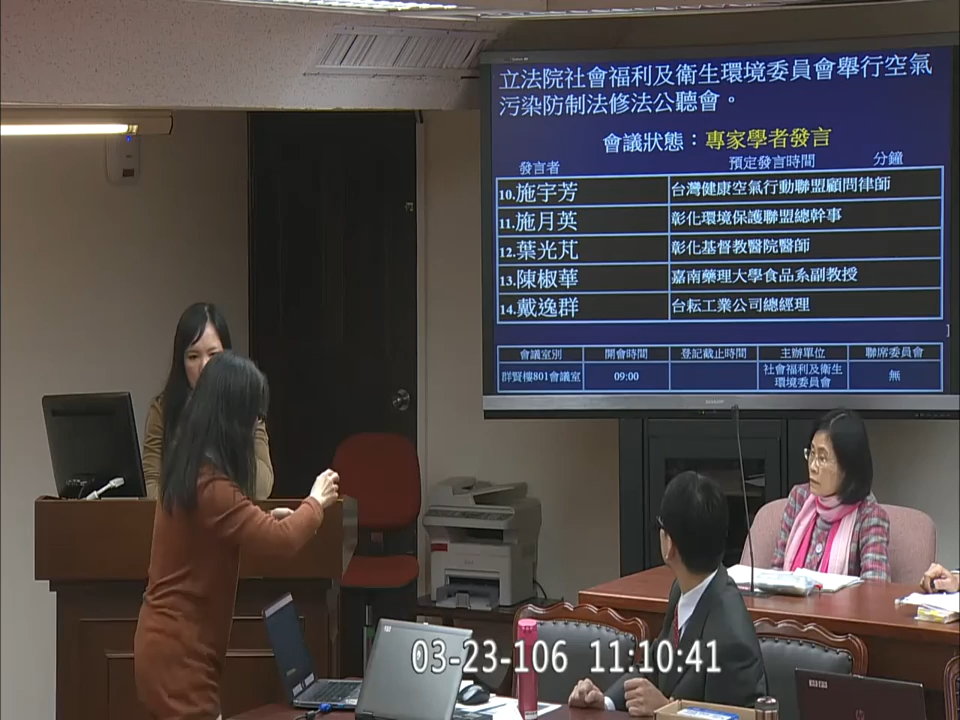 立法院社會福利及衛生環境委員會舉行空氣
污染防制法修法公聽會。
會議狀態：專家學者發言
發言者 預定發言時間 分鐘
10.施宇芳 台灣健康空氣行動聯盟顧問律師
11.施月英 彰化環境保護聯盟總幹事
12.葉光芃 彰化基督教醫院醫師
13.陳椒華 嘉南藥理大學食品系副教授
14.戴逸群 台耘工業公司總經理
會議室別 開會時間 登記截止時間 主辦單位 聯席委員會
群賢樓801會議室 09:00 社會福利及衛生
環境委員會 無
SHARP
03-23-106 11:10:41